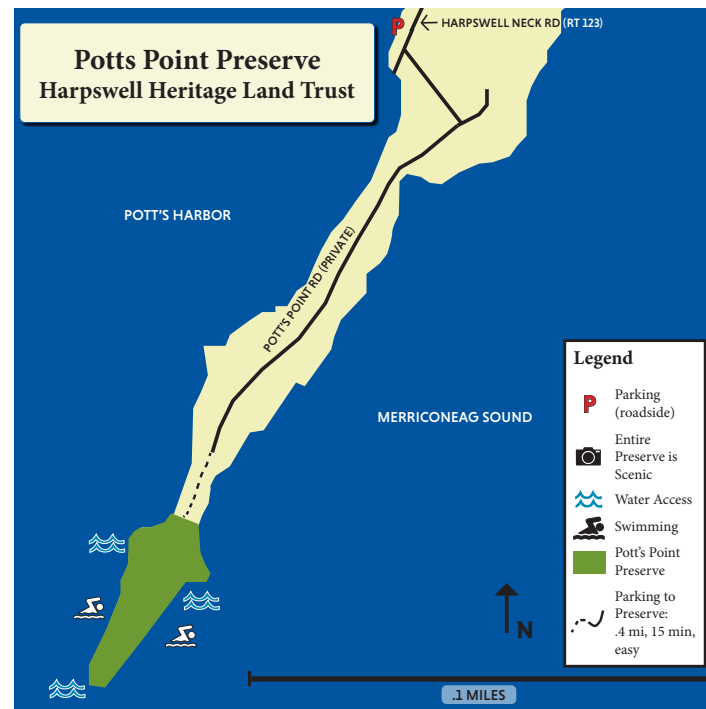 Potts Point Preserve
Harpswell Heritage Land Trust
P
HARPSWELL NECK RD (RT 123)
POTT'S HARBOR
POTT'S POINT RD (PRIVATE)
MERRICONEAG SOUND
Legend
P
Parking
(roadside)
Entire
Preserve is
Scenic
Water Access
Swimming
Pott's Point
Preserve
Parking to
Preserve:
.4 mi, 15 min,
easy
N
.1 MILES